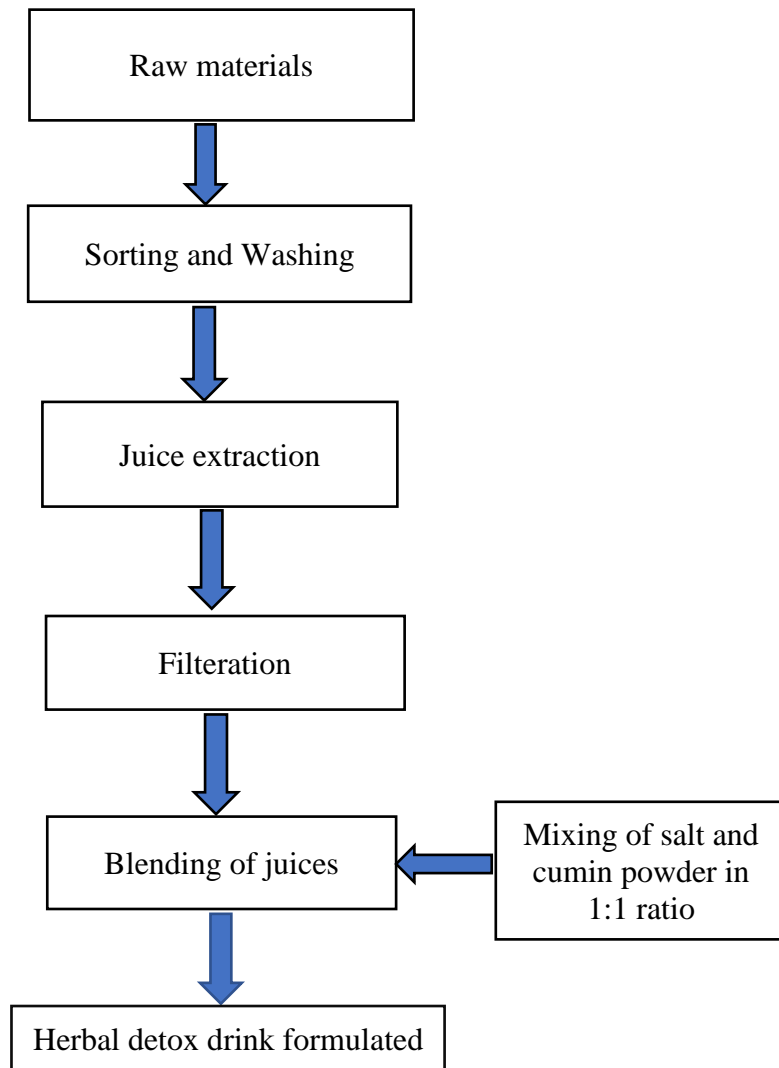 Raw materials
Sorting and Washing
Juice extraction
Filteration
Blending of juices
Mixing of salt and
cumin powder in
1:1 ratio
Herbal detox drink formulated